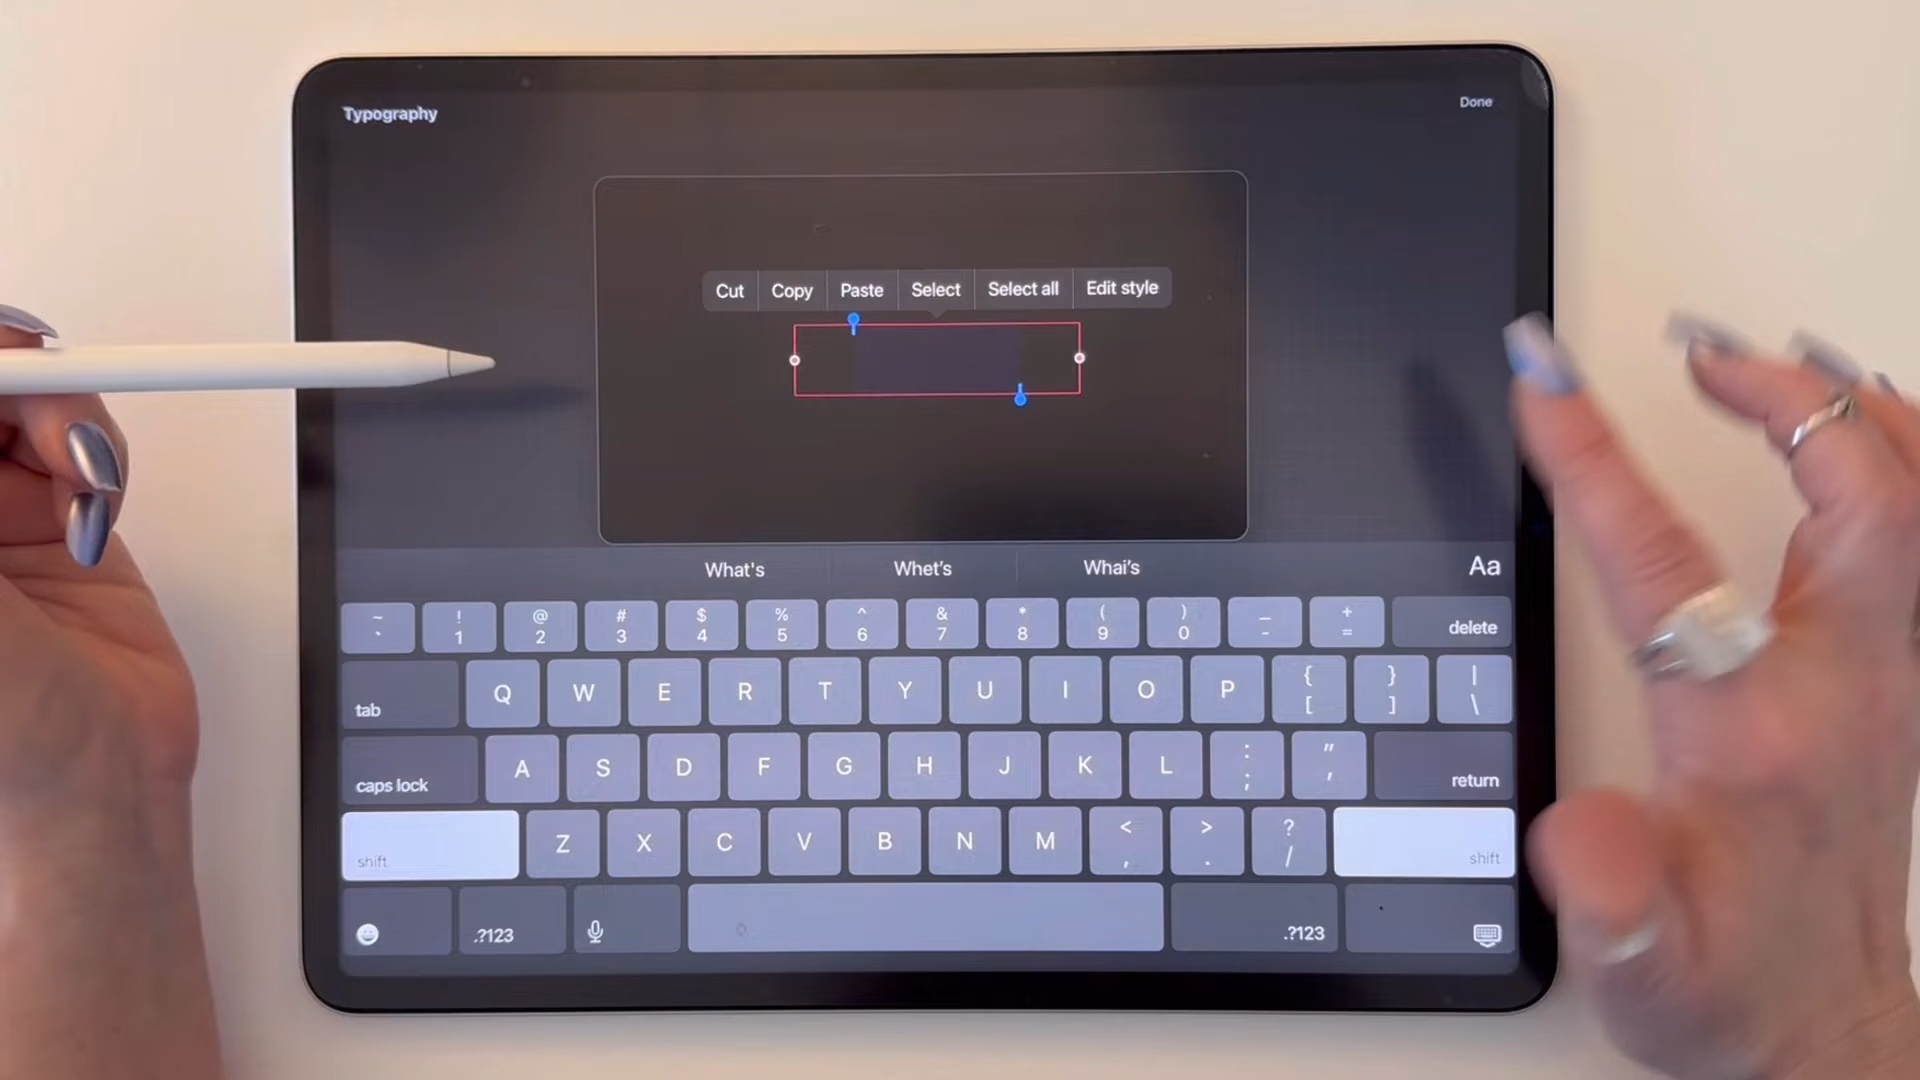 Typography
Done
Cut Copy Paste Select Select all Edit style
What's Whet's Whai's Aa
~ ! @ # $ % ^ & * ( ) _ +
` 1 2 3 4 5 6 7 8 9 0 - = delete
{ } |
tab Q W E R T Y U I O P [ ] \
: "
caps lock A S D F G H J K L ; ' return
< > ?
shift Z X C V B N M , . / shift
.?123 .?123